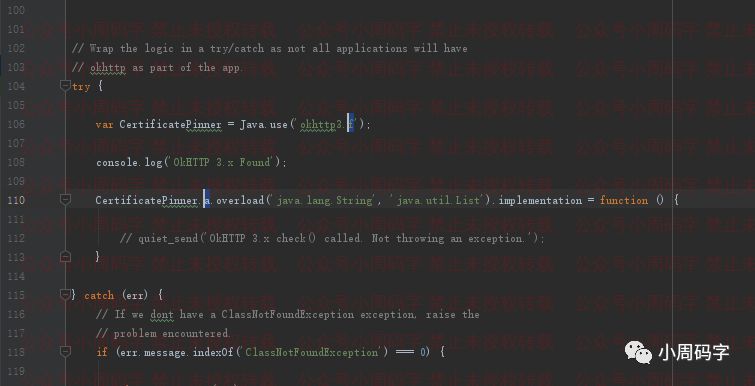 100
101
102 // Wrap the logic in a try/catch as not all applications will have
103 // okhttp as part of the app.
104 try {
105
106 var CertificatePinner = Java.use('okhttp3.f');
107
108 console.log('OkHTTP 3.x Found');
109
110 CertificatePinner.a.overload('java.lang.String', 'java.util.List').implementation = function () {
111
112 // quiet_send('OkHTTP 3.x check() called. Not throwing an exception.');
113 }
114
115 } catch (err) {
116 // If we dont have a ClassNotFoundException exception, raise the
117 // problem encountered.
118 if (err.message.indexOf('ClassNotFoundException') === 0) {
119
公众号小周码字 禁止未授权转载
小周码字